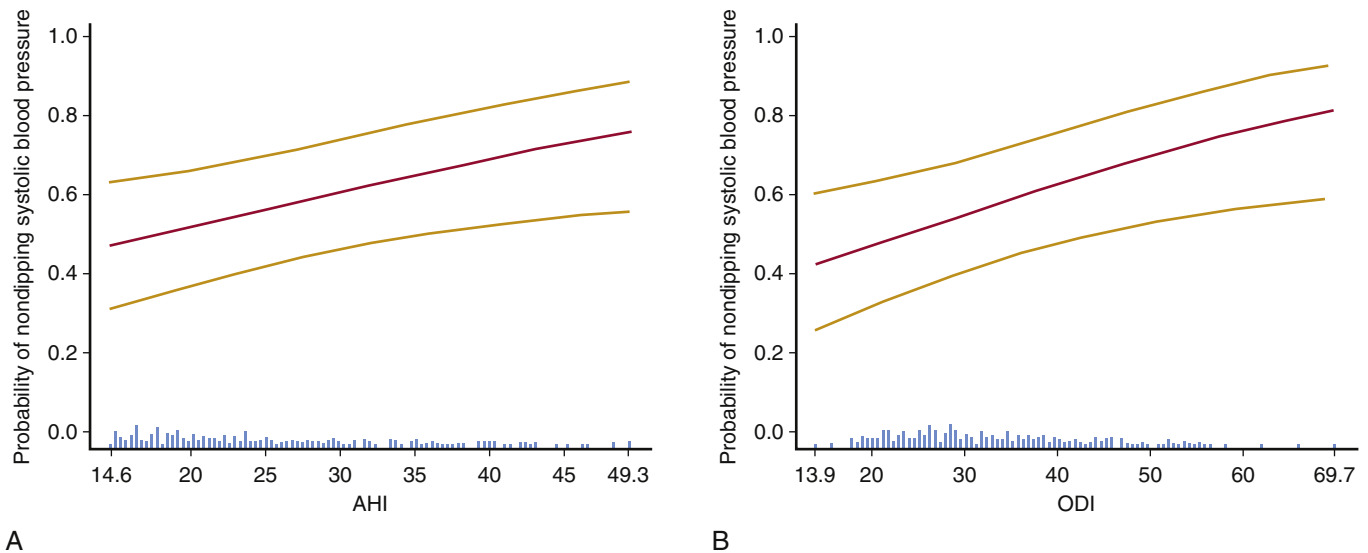 Probability of nondipping systolic blood pressure
1.0
0.8
0.6
0.4
0.2
0.0
14.6 20 25 30 35 40 45 49.3
AHI
A
Probability of nondipping systolic blood pressure
1.0
0.8
0.6
0.4
0.2
0.0
13.9 20 30 40 50 60 69.7
ODI
B